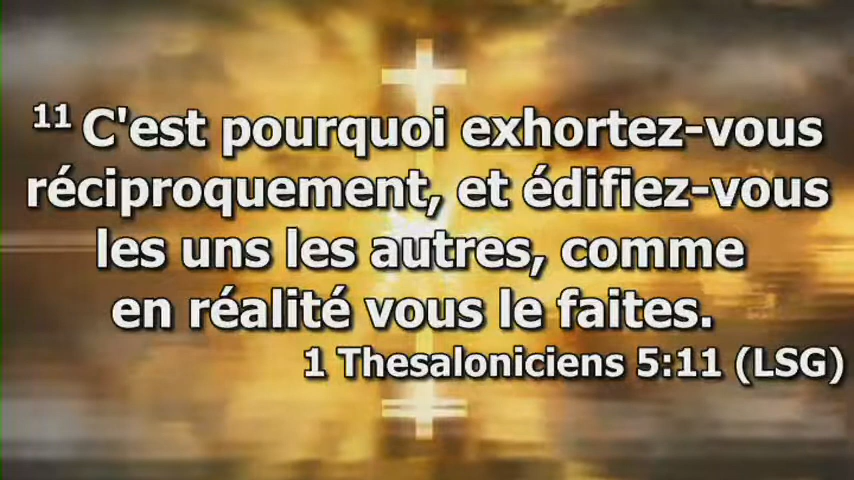 11 C'est pourquoi exhortez-vous
réciproquement, et édifiez-vous
les uns les autres, comme
en réalité vous le faites.
1 Thesaloniciens 5:11 (LSG)